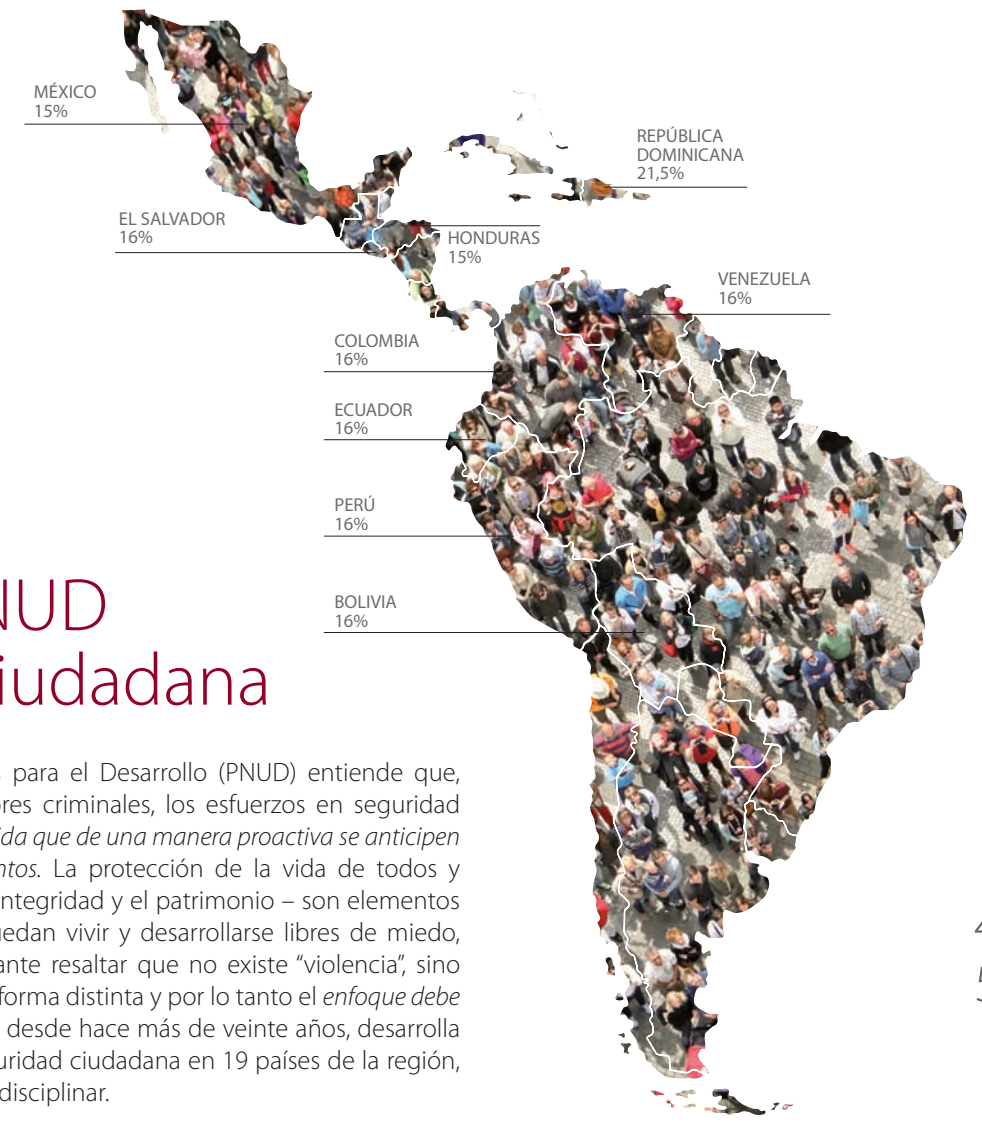 MÉXICO
15%
REPÚBLICA
DOMINICANA
21,5%
EL SALVADOR
16%
HONDURAS
15%
VENEZUELA
16%
COLOMBIA
16%
ECUADOR
16%
PERÚ
16%
BOLIVIA
16%
NUD
iudadana
para el Desarrollo (PNUD) entiende que,
res criminales, los esfuerzos en seguridad
ida que de una manera proactiva se anticipen
ntos. La protección de la vida de todos y
integridad y el patrimonio – son elementos
uedan vivir y desarrollarse libres de miedo,
ante resaltar que no existe “violencia”, sino
forma distinta y por lo tanto el enfoque debe
desde hace más de veinte años, desarrolla
uridad ciudadana en 19 países de la región,
disciplinar.